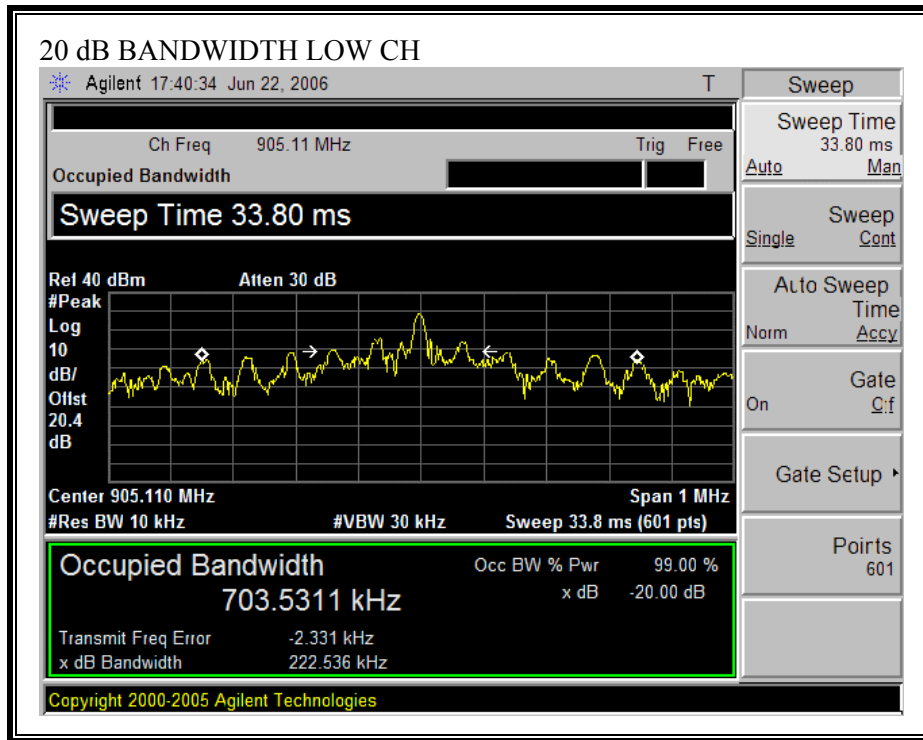 20 dB BANDWIDTH LOW CH
Agilent 17:40:34 Jun 22, 2006 T
Sweep
Ch Freq 905.11 MHz Trig Free
Occupied Bandwidth
Sweep Time 33.80 ms
Ref 40 dBm Atten 30 dB
#Peak
Log
10
dB/
Offst
20.4
dB
Center 905.110 MHz Span 1 MHz
#Res BW 10 kHz #VBW 30 kHz Sweep 33.8 ms (601 pts)
Occupied Bandwidth
703.5311 kHz
Occ BW % Pwr 99.00 %
x dB -20.00 dB
Transmit Freq Error -2.331 kHz
x dB Bandwidth 222.536 kHz
Copyright 2000-2005 Agilent Technologies
Sweep Time
33.80 ms
Auto Man
Sweep
Single Cont
Auto Sweep
Time
Norm Accy
Gate
On Off
Gate Setup
Points
601